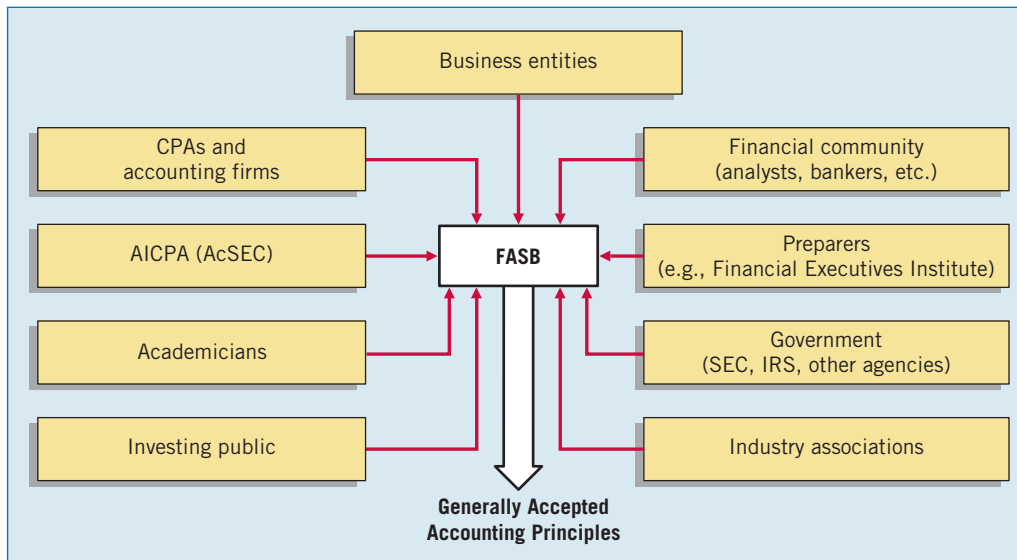 Business entities
CPAs and
accounting firms
Financial community
(analysts, bankers, etc.)
AICPA (AcSEC)
FASB
Preparers
(e.g., Financial Executives Institute)
Academicians
Government
(SEC, IRS, other agencies)
Investing public
Industry associations
Generally Accepted
Accounting Principles